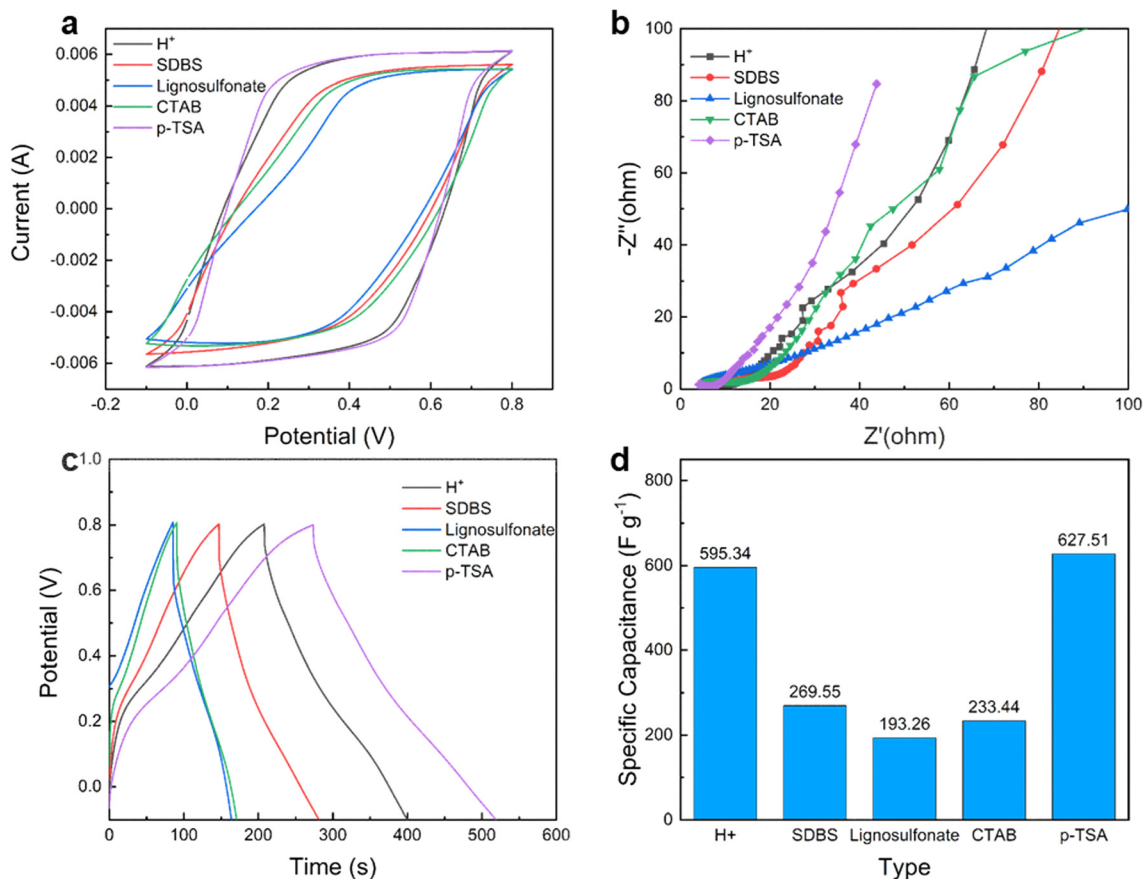 a
H⁺
SDBS
Lignosulfonate
CTAB
p-TSA
0.006
0.004
0.002
0.000
-0.002
-0.004
-0.006
Current (A)
-0.2 0.0 0.2 0.4 0.6 0.8
Potential (V)
b
H⁺
SDBS
Lignosulfonate
CTAB
p-TSA
100
80
60
40
20
0
-Z''(ohm)
0 20 40 60 80 100
Z'(ohm)
c
H⁺
SDBS
Lignosulfonate
CTAB
p-TSA
1.0
0.8
0.6
0.4
0.2
0.0
Potential (V)
0 100 200 300 400 500 600
Time (s)
d
800
600
400
200
0
Specific Capacitance (F g⁻¹)
595.34
269.55
193.26
233.44
627.51
H+ SDBS Lignosulfonate CTAB p-TSA
Type